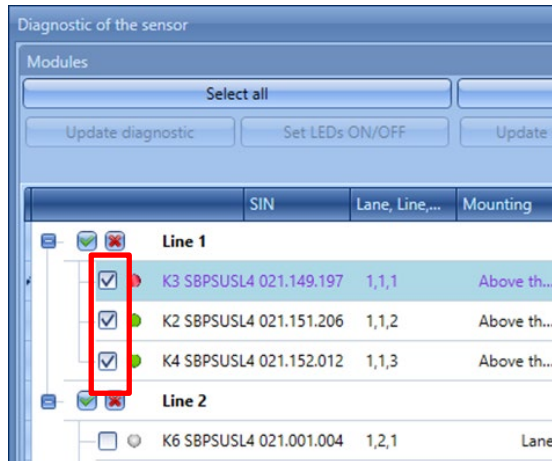 Diagnostic of the sensor
Modules
Select all
Update diagnostic Set LEDs ON/OFF Update
SIN Lane, Line,... Mounting
Line 1
K3 SBPSUSL4 021.149.197 1,1,1 Above th...
K2 SBPSUSL4 021.151.206 1,1,2 Above th...
K4 SBPSUSL4 021.152.012 1,1,3 Above th...
Line 2
K6 SBPSUSL4 021.001.004 1,2,1 Lane